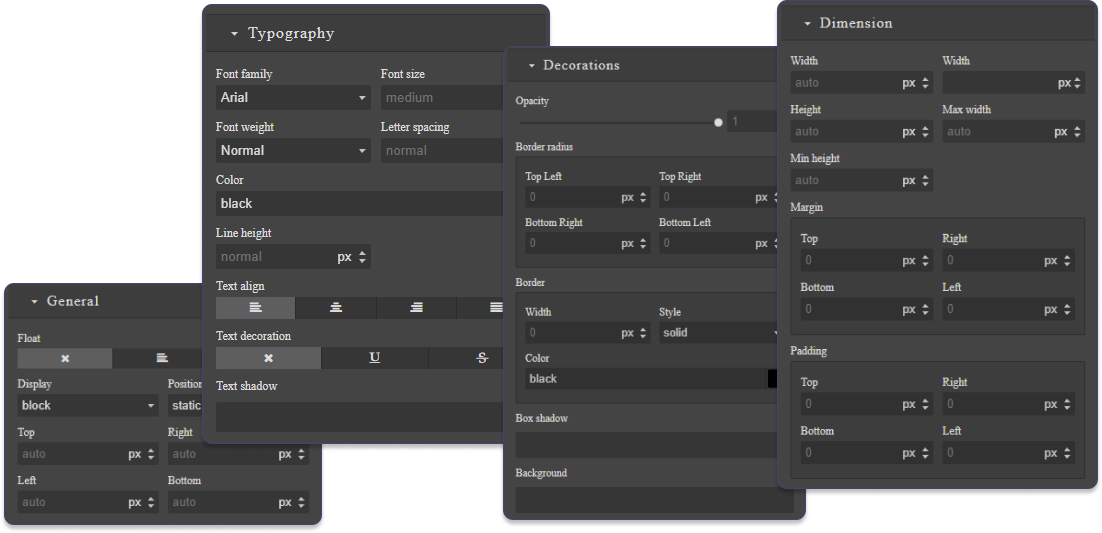 General
Float
Display
Position
block
static
Top
Right
auto
px
auto
px
Left
Bottom
auto
px
auto
px
Typography
Font family
Font size
Arial
medium
Font weight
Letter spacing
Normal
normal
Color
black
Line height
normal
px
Text align
Text decoration
U
S
Text shadow
Decorations
Opacity
1
Border radius
Top Left
Top Right
0
px
0
px
Bottom Right
Bottom Left
0
px
0
px
Border
Width
Style
0
px
solid
Color
black
Box shadow
Background
Dimension
Width
Width
auto
px
px
Height
Max width
auto
px
auto
px
Min height
auto
px
Margin
Top
Right
0
px
0
px
Bottom
Left
0
px
0
px
Padding
Top
Right
0
px
0
px
Bottom
Left
0
px
0
px